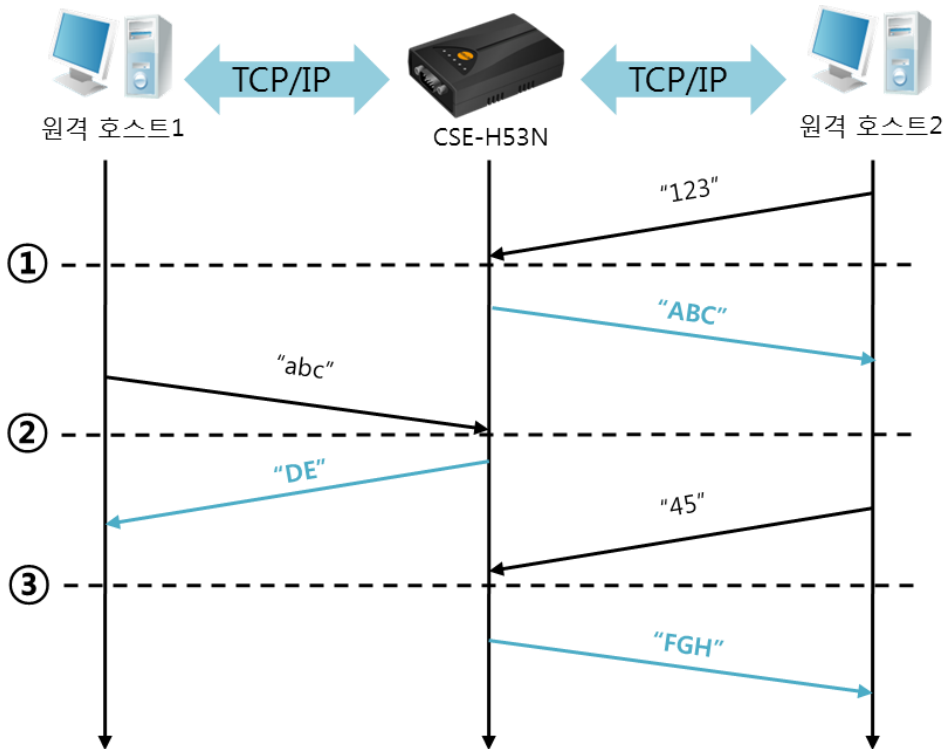 TCP/IP
TCP/IP
원격 호스트1
CSE-H53N
원격 호스트2
“123”
①
“ABC”
“abc”
②
“DE”
“45”
③
“FGH”